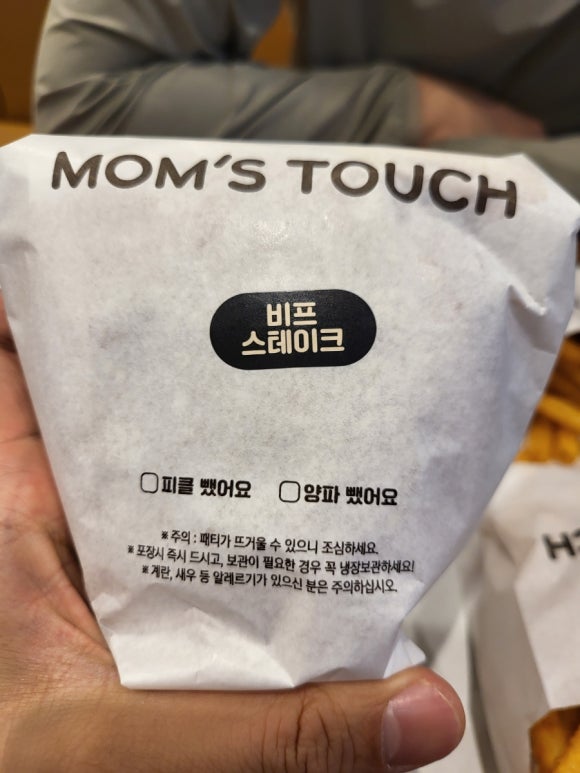 MOM'S TOUCH
비프
스테이크
피클 뺐어요 양파 뺐어요
※ 주의 : 패티가 뜨거울 수 있으니 조심하세요.
※ 포장시 즉시 드시고, 보관이 필요한 경우 꼭 냉장보관하세요!
※ 계란, 새우 등 알레르기가 있으신 분은 주의하십시오.